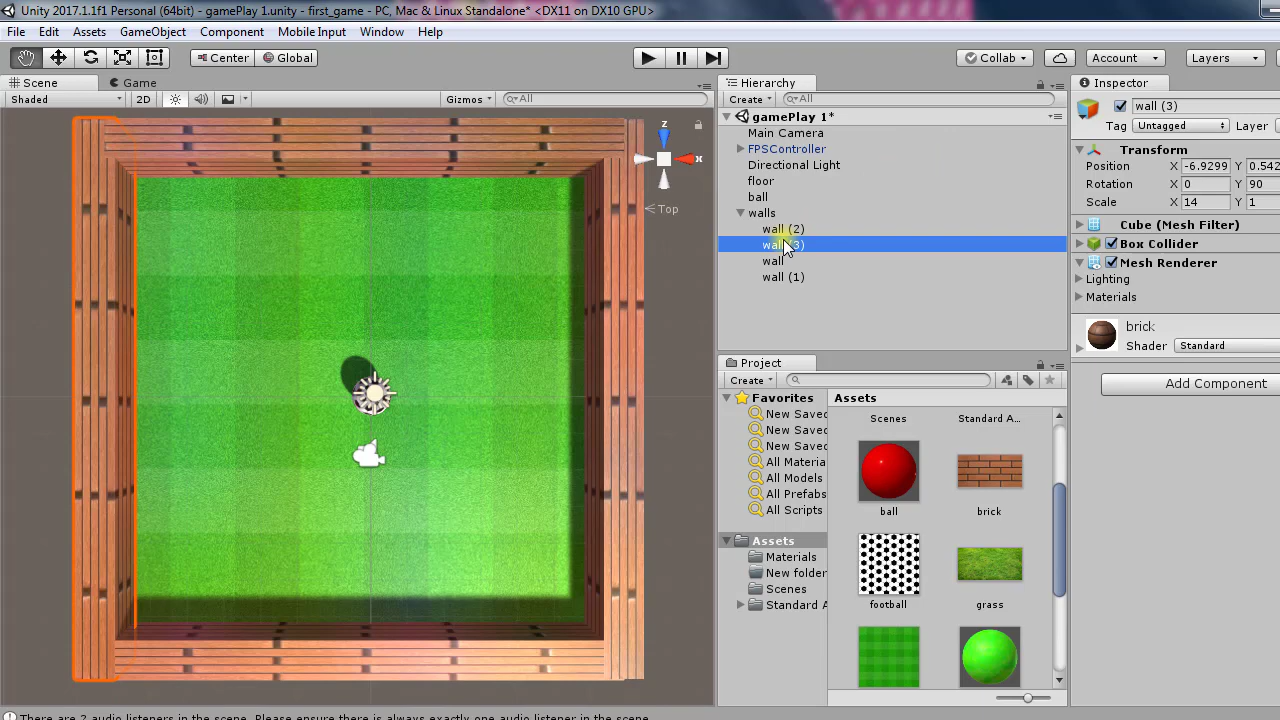 Unity 2017.1.1f1 Personal (64bit) - gamePlay 1.unity - first_game - PC, Mac & Linux Standalone* <DX11 on DX10 GPU>
File Edit Assets GameObject Component Mobile Input Window Help
Center Global Collab Account Layers
Scene Game
Shaded 2D Gizmos All
z
x
Top
Hierarchy
Create All
gamePlay 1*
Main Camera
FPSController
Directional Light
floor
ball
walls
wall (2)
wall (3)
wall
wall (1)
Inspector
wall (3)
Tag Untagged Layer
Transform
Position X -6.9299 Y 0.542
Rotation X 0 Y 90
Scale X 14 Y 1
Cube (Mesh Filter)
Box Collider
Mesh Renderer
Lighting
Materials
brick
Shader Standard
Add Component
Project
Create
Favorites
New Saved
New Saved
New Saved
All Materia
All Models
All Prefabs
All Scripts
Assets
Materials
New folder
Scenes
Standard A
Assets
Scenes Standard A...
ball brick
football grass
There are 2 audio listeners in the scene. Please ensure there is always exactly one audio listener in the scene.